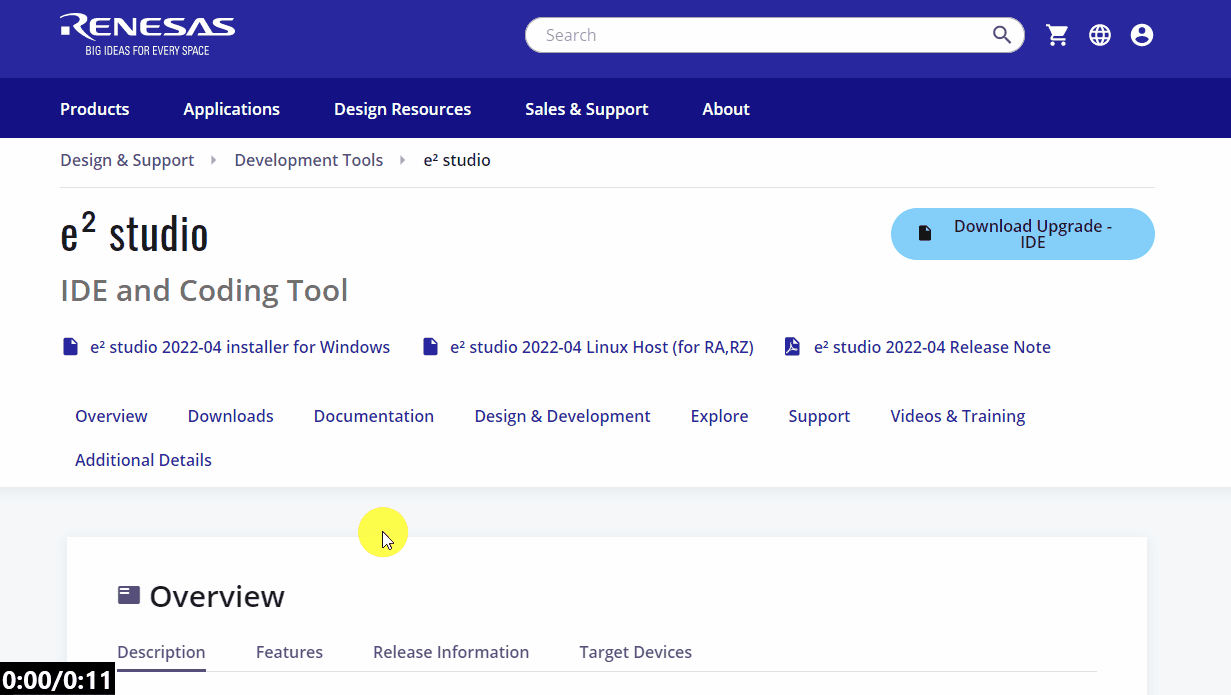 RENESAS
BIG IDEAS FOR EVERY SPACE
Search
Products Applications Design Resources Sales & Support About
Design & Support Development Tools e² studio
e² studio
Download Upgrade -
IDE
IDE and Coding Tool
e² studio 2022-04 installer for Windows e² studio 2022-04 Linux Host (for RA,RZ) e² studio 2022-04 Release Note
Overview Downloads Documentation Design & Development Explore Support Videos & Training
Additional Details
Overview
Description Features Release Information Target Devices
0:00/0:11